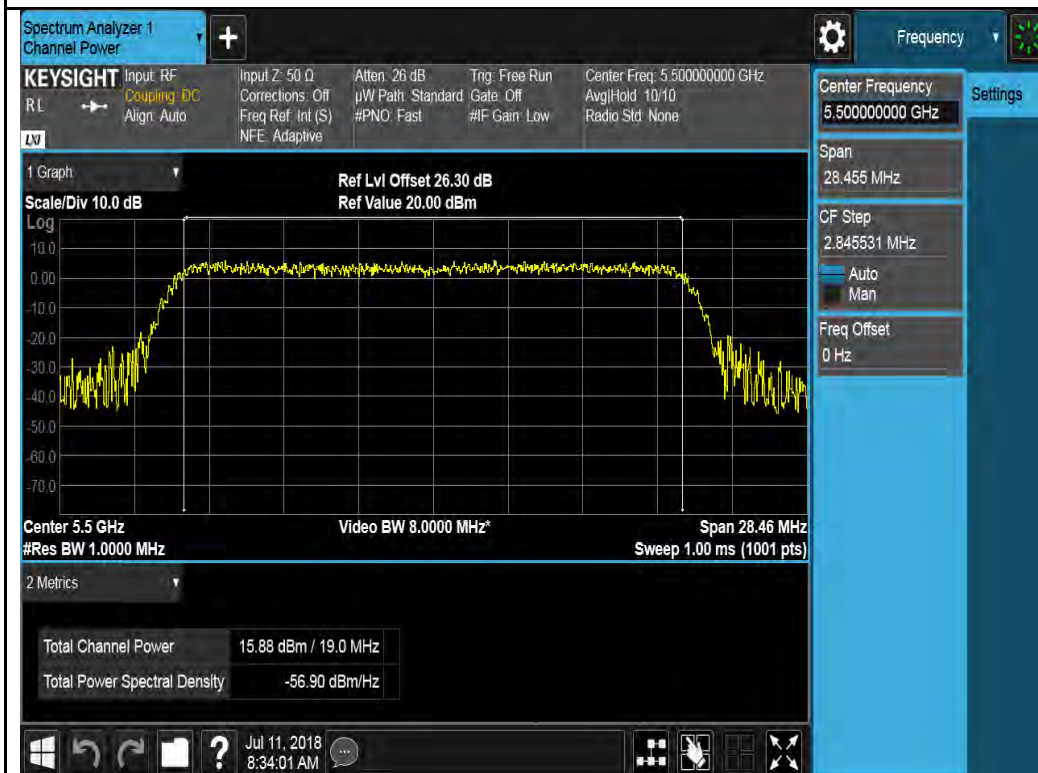 Spectrum Analyzer 1
Channel Power
+
Frequency
KEYSIGHT
RL
LXI
Input: RF
Coupling: DC
Align: Auto
Input Z: 50 Ω
Corrections: Off
Freq Ref: Int (S)
NFE: Adaptive
Atten: 26 dB
µW Path: Standard
#PNO: Fast
Trig: Free Run
Gate: Off
#IF Gain: Low
Center Freq: 5.500000000 GHz
Avg|Hold: 10/10
Radio Std: None
Center Frequency
5.500000000 GHz
Settings
Span
28.455 MHz
CF Step
2.845531 MHz
Auto
Man
Freq Offset
0 Hz
1 Graph
Scale/Div 10.0 dB
Ref Lvl Offset 26.30 dB
Ref Value 20.00 dBm
Log
10.0
0.00
-10.0
-20.0
-30.0
-40.0
-50.0
-60.0
-70.0
Center 5.5 GHz
#Res BW 1.0000 MHz
Video BW 8.0000 MHz*
Span 28.46 MHz
Sweep 1.00 ms (1001 pts)
2 Metrics
Total Channel Power 15.88 dBm / 19.0 MHz
Total Power Spectral Density -56.90 dBm/Hz
?
Jul 11, 2018
8:34:01 AM